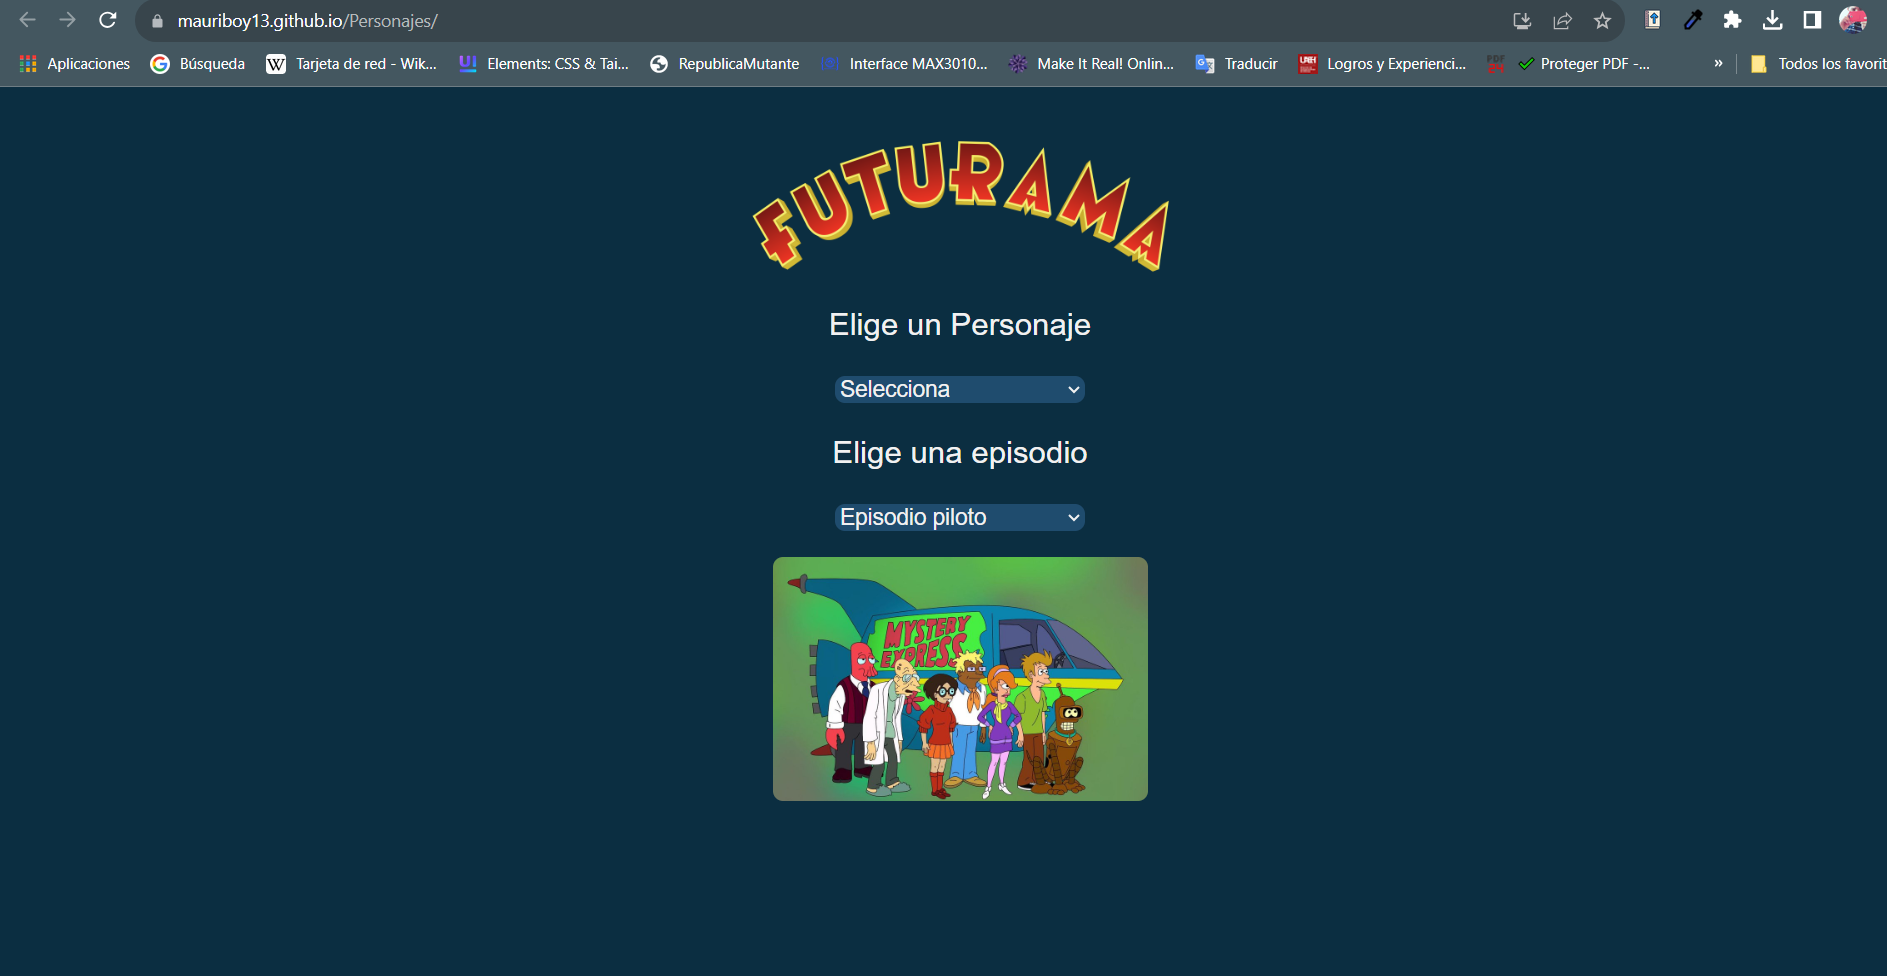 mauriboy13.github.io/Personajes/
Aplicaciones Búsqueda Tarjeta de red - Wik... Elements: CSS & Tai... RepublicaMutante Interface MAX3010... Make It Real! Onlin... Traducir Logros y Experienci... Proteger PDF -... » Todos los favorit
FUTURAMA
Elige un Personaje
Selecciona
Elige una episodio
Episodio piloto
MYSTERY
EXPRESS